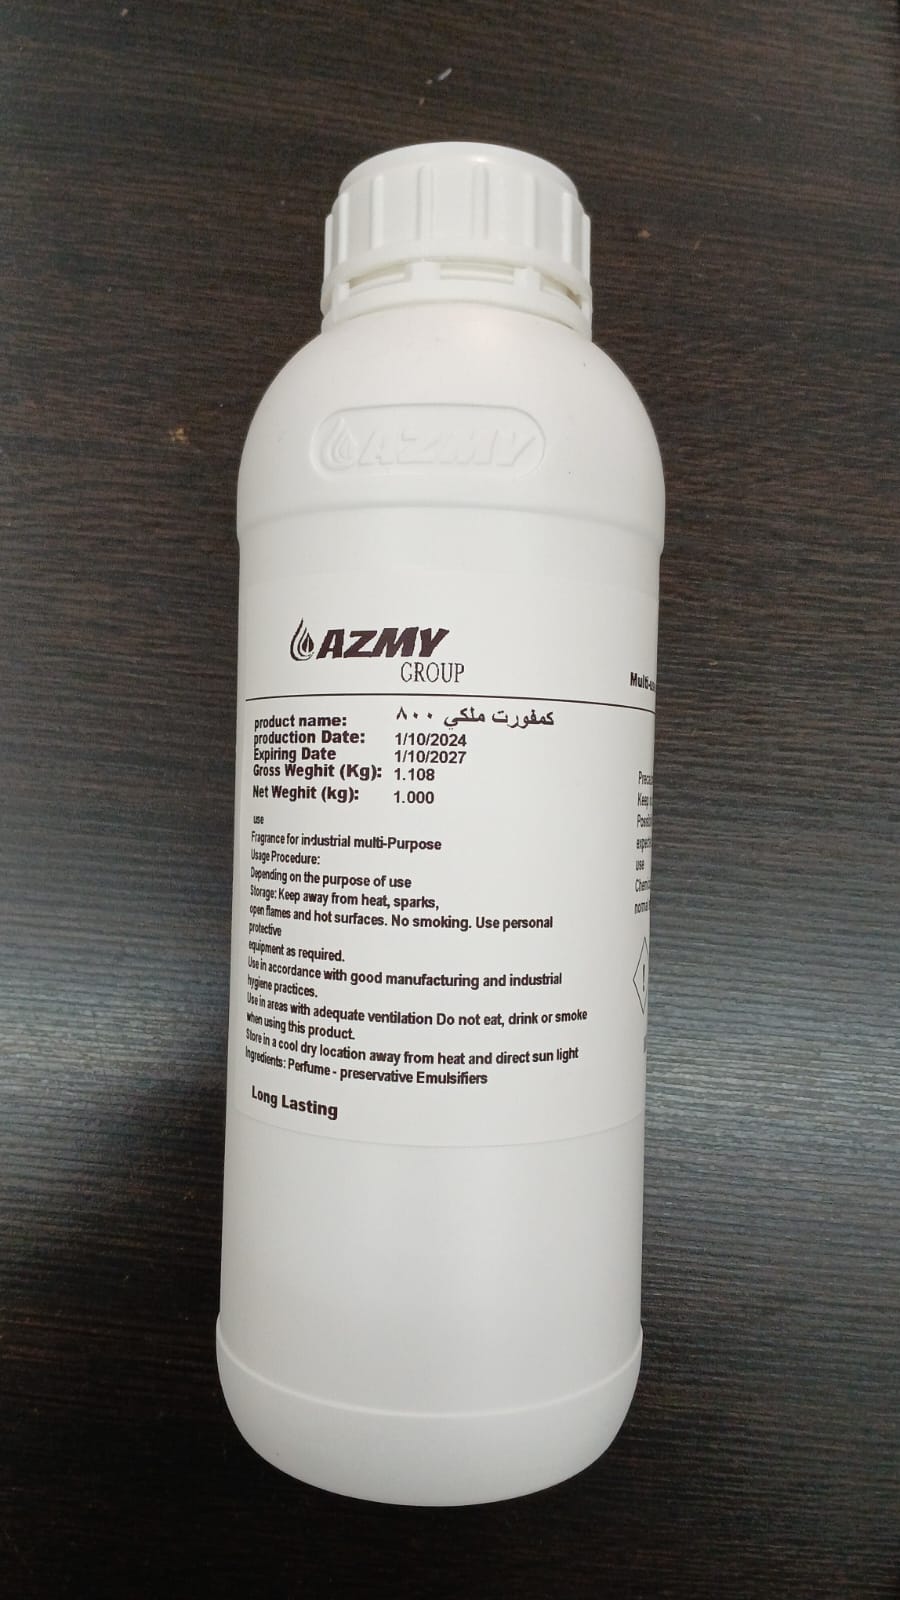 AZMY
AZMY
GROUP
product name: كمفورت ملكي ٨٠٠
production Date: 1/10/2024
Expiring Date 1/10/2027
Gross Weghit (Kg): 1.108
Net Weghit (kg): 1.000
use
Fragrance for industrial multi-Purpose
Usage Procedure:
Depending on the purpose of use
Storage: Keep away from heat, sparks,
open flames and hot surfaces. No smoking. Use personal
protective
equipment as required.
Use in accordance with good manufacturing and industrial
hygiene practices.
Use in areas with adequate ventilation Do not eat, drink or smoke
when using this product.
Store in a cool dry location away from heat and direct sun light
Ingredients: Perfume - preservative Emulsifiers
Long Lasting
Keep
use